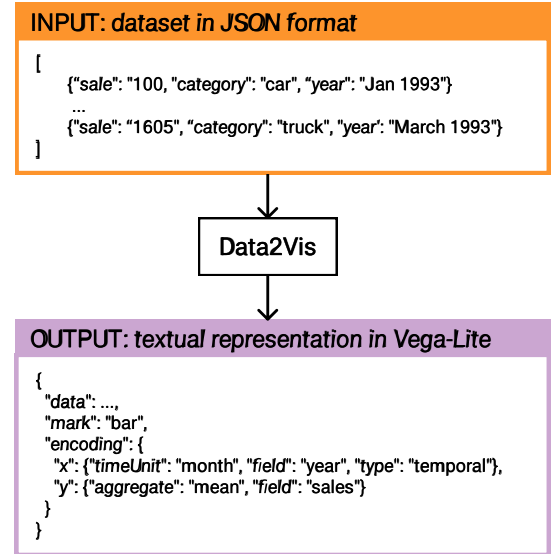 INPUT: dataset in JSON format
[
{“sale": "100, "category": "car", “year": "Jan 1993"}
...
{"sale": “1605", “category": "truck", "year': "March 1993"}
]
Data2Vis
OUTPUT: textual representation in Vega-Lite
{
"data": ...,
"mark": "bar",
"encoding": {
"x": {"timeUnit": "month", "field": "year", "type": "temporal"},
"y": {"aggregate": "mean", "field": "sales"}
}
}